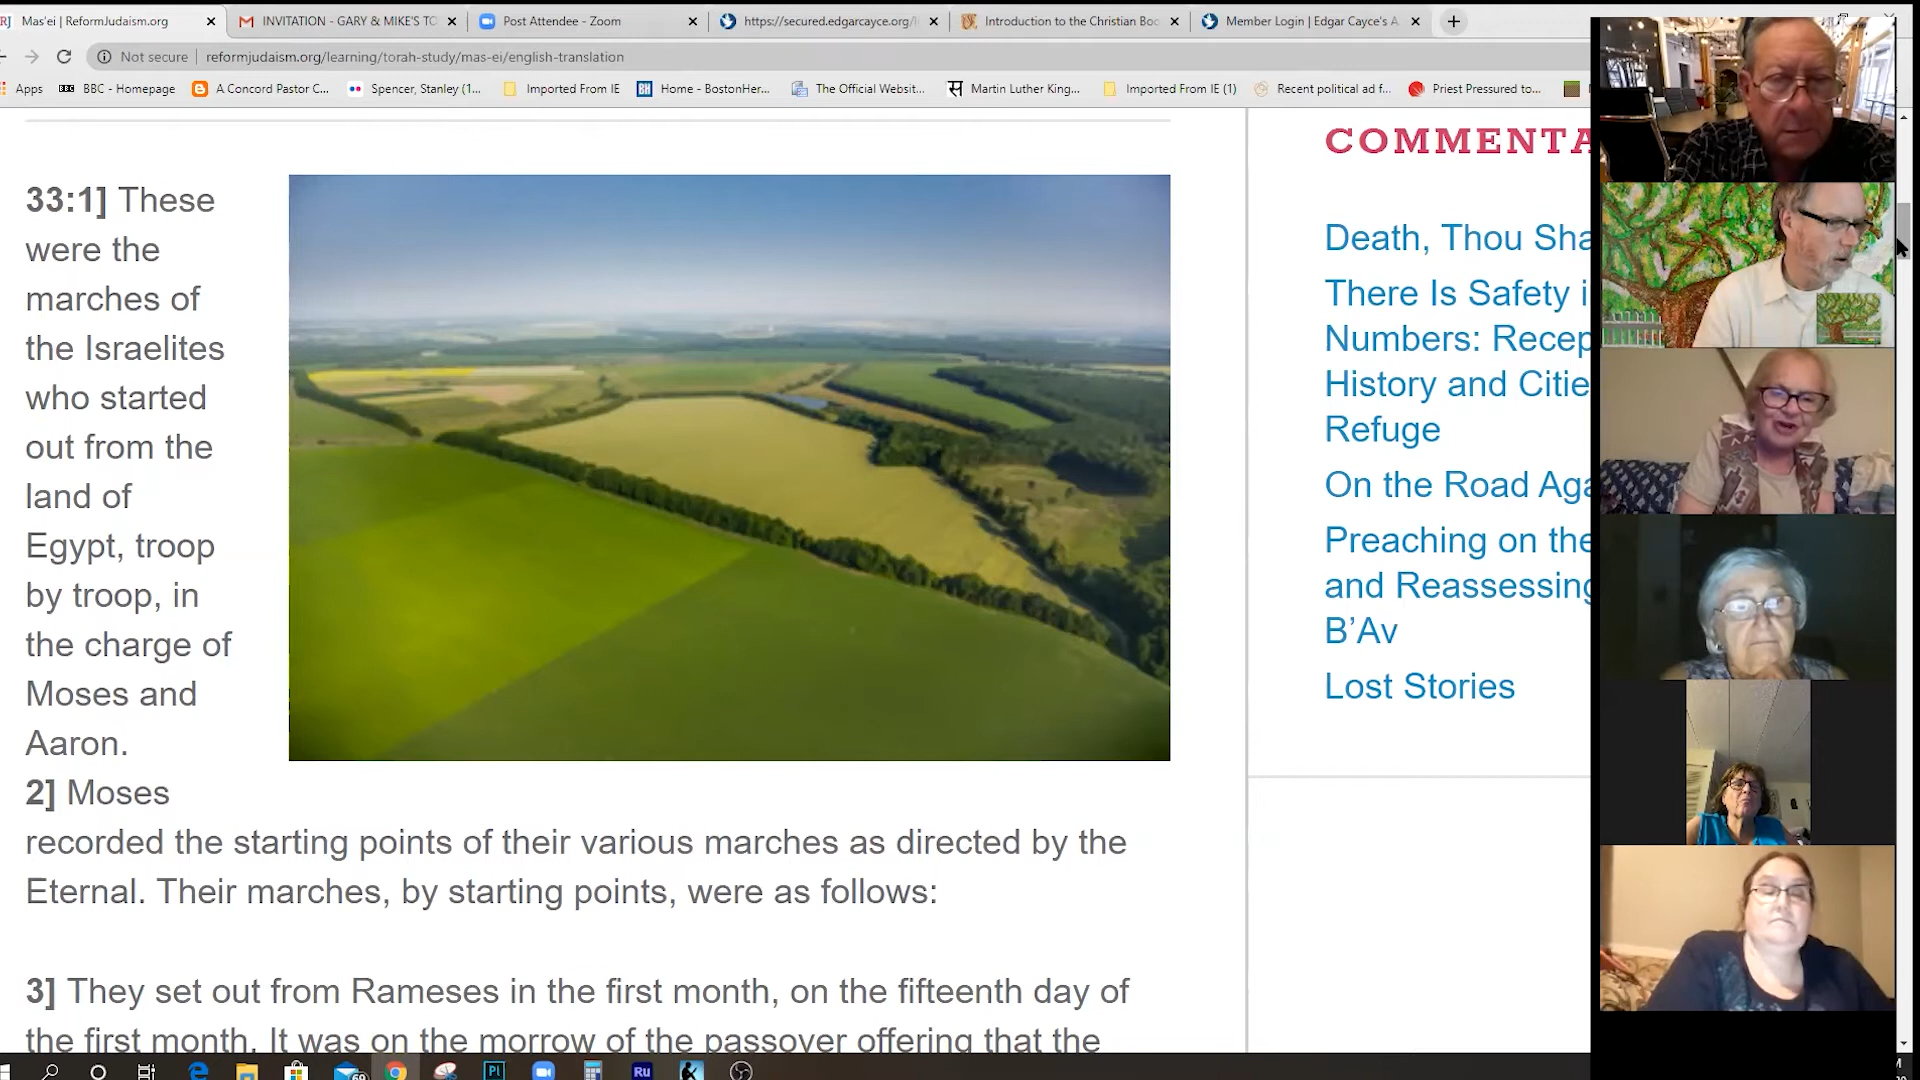 Mas'ei | ReformJudaism.org
INVITATION - GARY & MIKE'S TO
Post Attendee - Zoom
https://secured.edgarcayce.org/
Introduction to the Christian Boo
Member Login | Edgar Cayce's A
Not secure
reformjudaism.org/learning/torah-study/mas-ei/english-translation
Apps
BBC - Homepage
A Concord Pastor C...
Spencer, Stanley (1...
Imported From IE
Home - BostonHer...
The Official Websit...
Martin Luther King...
Imported From IE (1)
Recent political ad f...
Priest Pressured to...
33:1] These
were the
marches of
the Israelites
who started
out from the
land of
Egypt, troop
by troop, in
the charge of
Moses and
Aaron.
2] Moses
recorded the starting points of their various marches as directed by the
Eternal. Their marches, by starting points, were as follows:
3] They set out from Rameses in the first month, on the fifteenth day of
the first month. It was on the morrow of the passover offering that the
COMMENTA
Death, Thou Sha
There Is Safety i
Numbers: Recep
History and Citie
Refuge
On the Road Aga
Preaching on the
and Reassessing
B'Av
Lost Stories
Pl
Ru